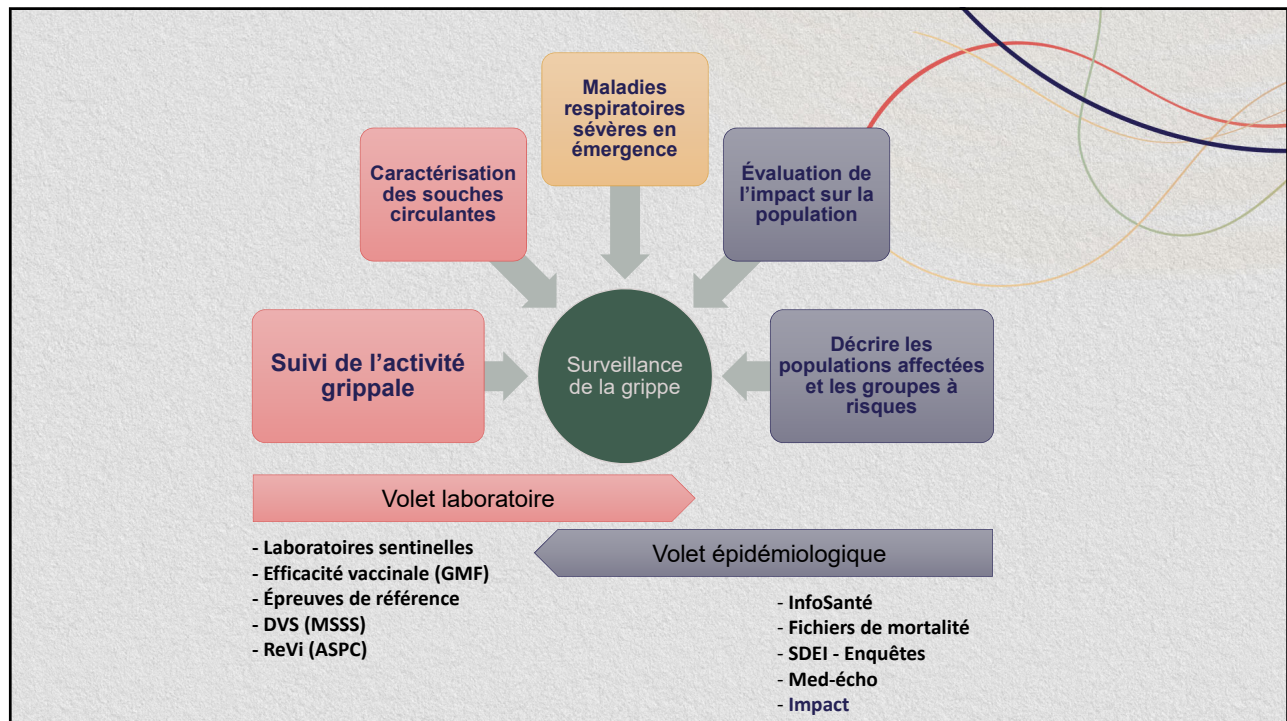 Maladies
respiratoires
sévères en
émergence
Caractérisation
des souches
circulantes
Évaluation de
l’impact sur la
population
Suivi de l’activité
grippale
Surveillance
de la grippe
Décrire les
populations affectées
et les groupes à
risques
Volet laboratoire
- Laboratoires sentinelles
- Efficacité vaccinale (GMF)
- Épreuves de référence
- DVS (MSSS)
- ReVi (ASPC)
Volet épidémiologique
- InfoSanté
- Fichiers de mortalité
- SDEI - Enquêtes
- Med-écho
- Impact